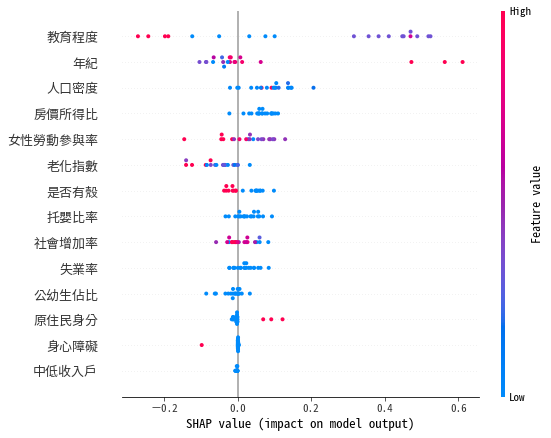 High
教育程度
年紀
人口密度
房價所得比
女性勞動參與率
老化指數
是否有殼
托嬰比率
社會增加率
失業率
公幼生佔比
原住民身分
身心障礙
中低收入戶
Feature value
Low
−0.2 0.0 0.2 0.4 0.6
SHAP value (impact on model output)